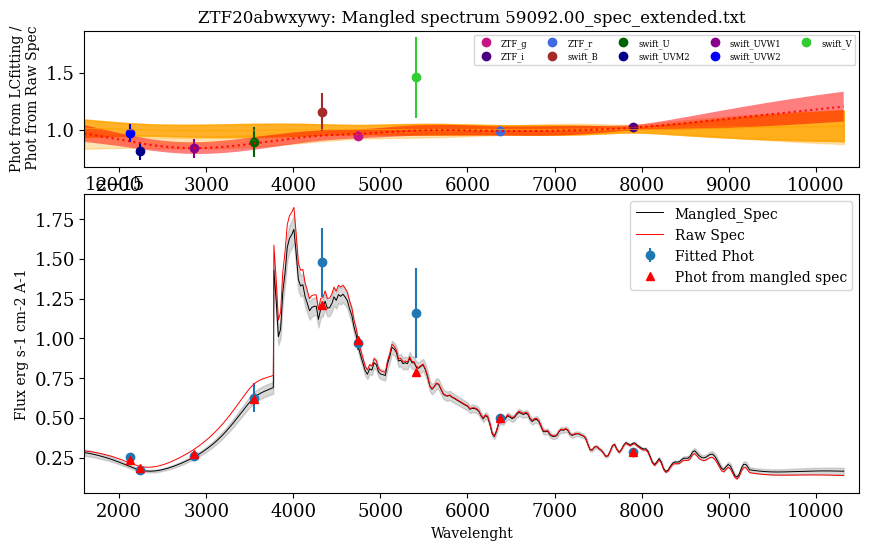 ZTF20abwxywy: Mangled spectrum 59092.00_spec_extended.txt
Phot from LCfitting /
Phot from Raw Spec
1.5
1.0
ZTF_g
ZTF_i
ZTF_r
swift_B
swift_U
swift_UVM2
swift_UVW1
swift_UVW2
swift_V
2000 3000 4000 5000 6000 7000 8000 9000 10000
1e−15
Flux erg s-1 cm-2 A-1
1.75
1.50
1.25
1.00
0.75
0.50
0.25
Mangled_Spec
Raw Spec
Fitted Phot
Phot from mangled spec
2000 3000 4000 5000 6000 7000 8000 9000 10000
Wavelenght